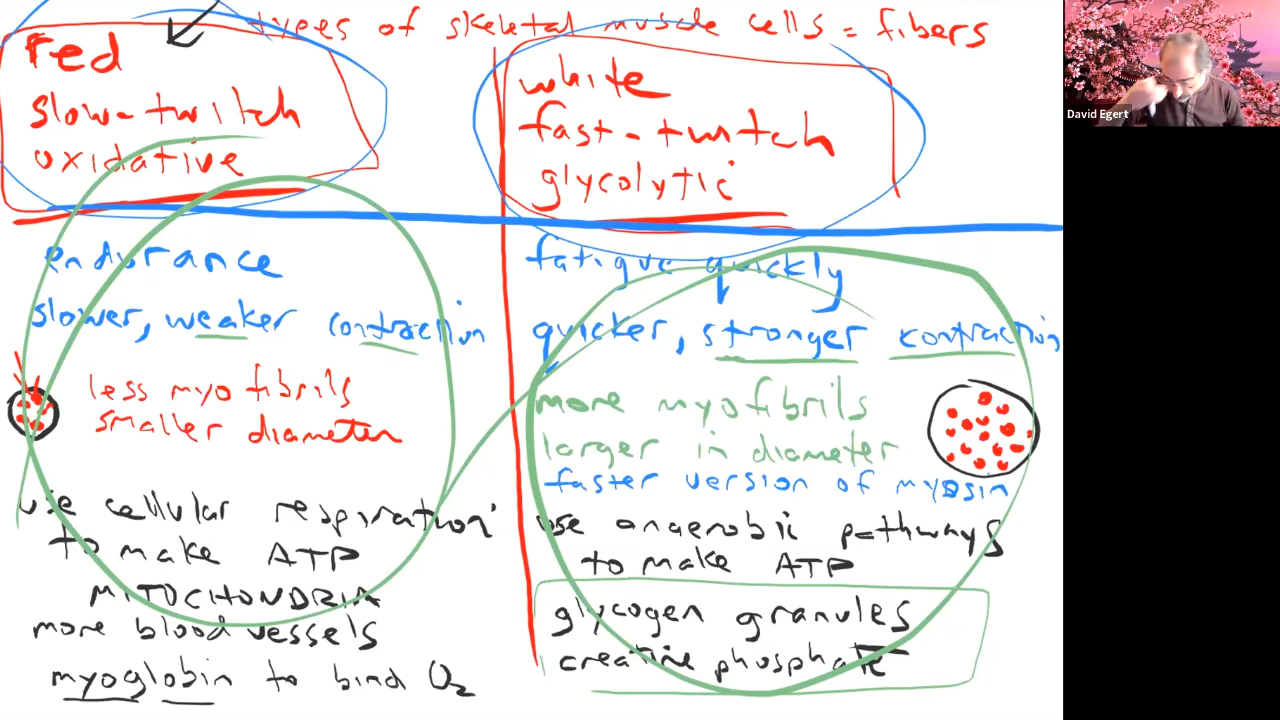 types of skeletal muscle cells = fibers
red
slow-twitch
oxidative
endurance
slower, weaker contraction
less myofibrils
smaller diameter
use cellular respiration
to make ATP
MITOCHONDRIA
more blood vessels
myoglobin to bind O2
white
fast-twitch
glycolytic
fatigue quickly
quicker, stronger contraction
more myofibrils
larger in diameter
faster version of myosin
use anaerobic pathways
to make ATP
glycogen granules
creatine phosphate
David Egert